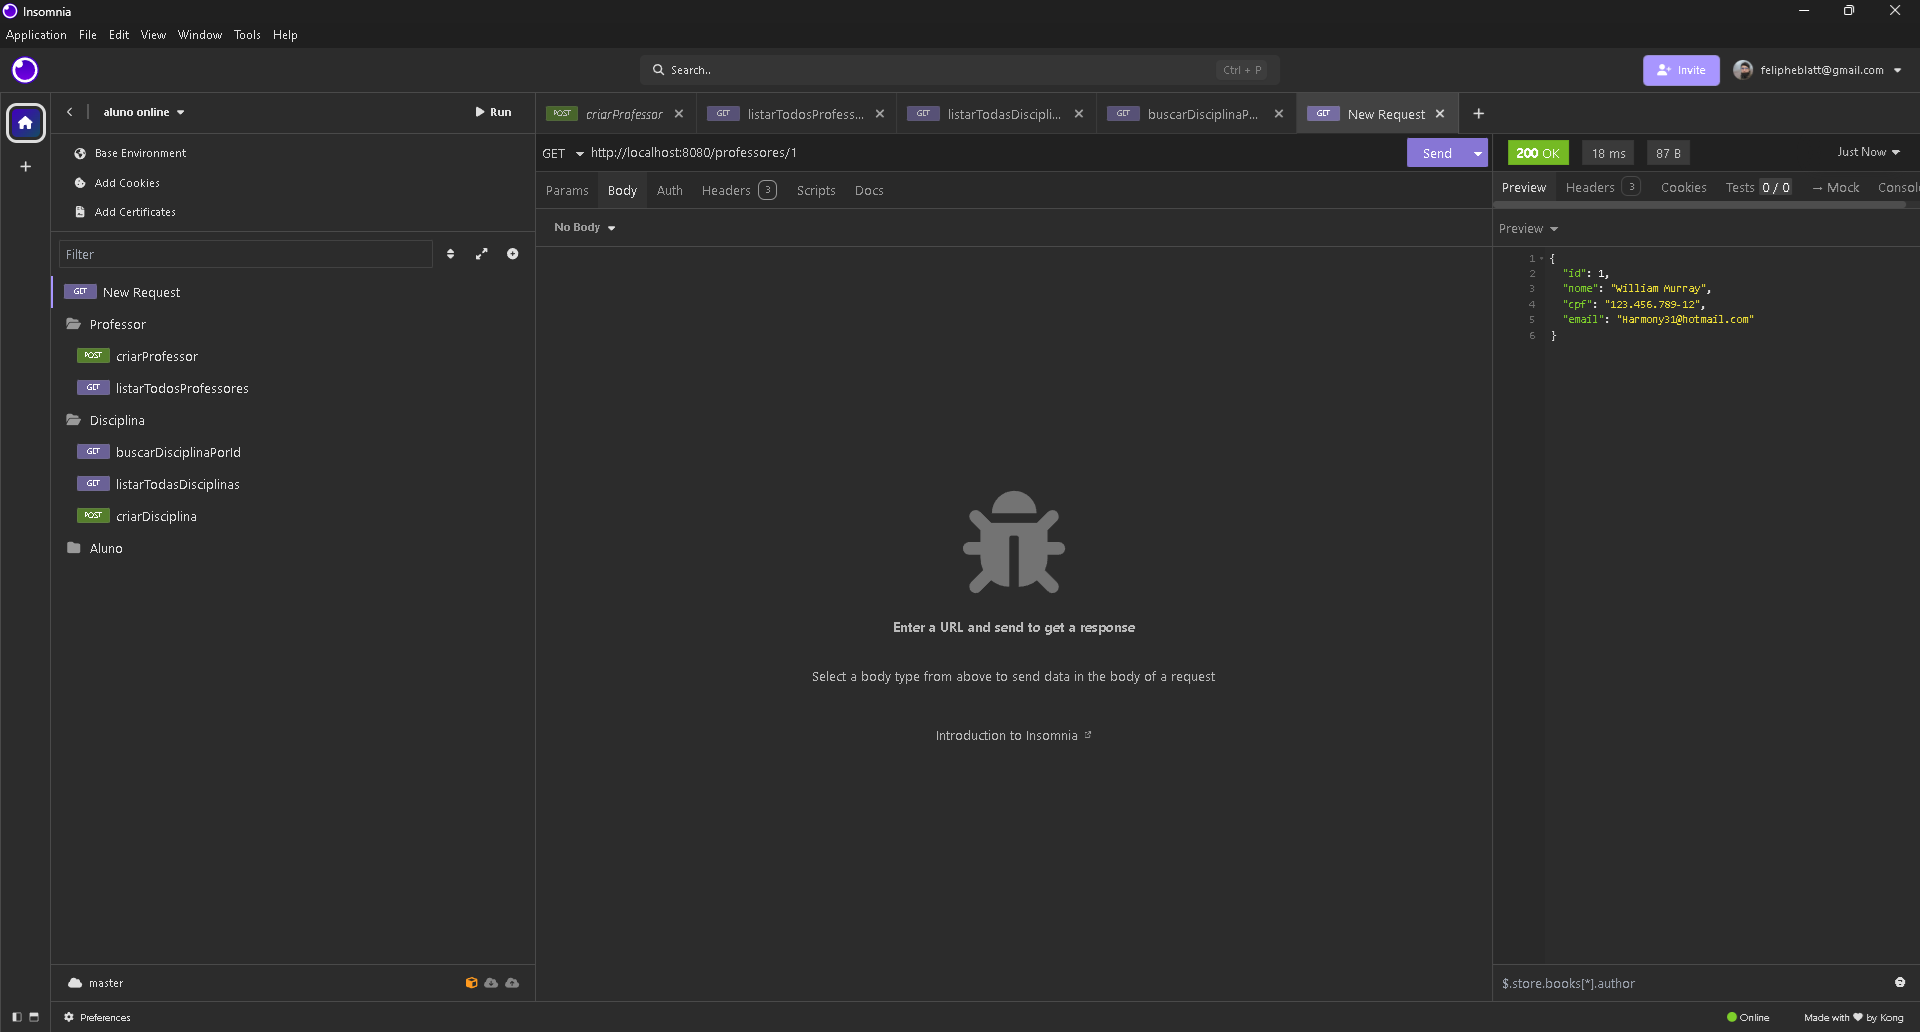 Insomnia
Application File Edit View Window Tools Help
Search.. Ctrl + P
Invite
felipheblatt@gmail.com
aluno online
Run
Base Environment
Add Cookies
Add Certificates
Filter
GET New Request
Professor
POST criarProfessor
GET listarTodosProfessores
Disciplina
GET buscarDisciplinaPorId
GET listarTodasDisciplinas
POST criarDisciplina
Aluno
master
Preferences
POST criarProfessor
GET listarTodosProfess...
GET listarTodasDiscipli...
GET buscarDisciplinaP...
GET New Request
GET http://localhost:8080/professores/1
Send
Params Body Auth Headers 3 Scripts Docs
No Body
Enter a URL and send to get a response
Select a body type from above to send data in the body of a request
Introduction to Insomnia
200 OK 18 ms 87 B
Just Now
Preview Headers 3 Cookies Tests 0 / 0 → Mock Consol
Preview
1 {
2 "id": 1,
3 "nome": "William Murray",
4 "cpf": "123.456.789-12",
5 "email": "Harmony31@hotmail.com"
6 }
$.store.books[*].author
Online
Made with ♥ by Kong